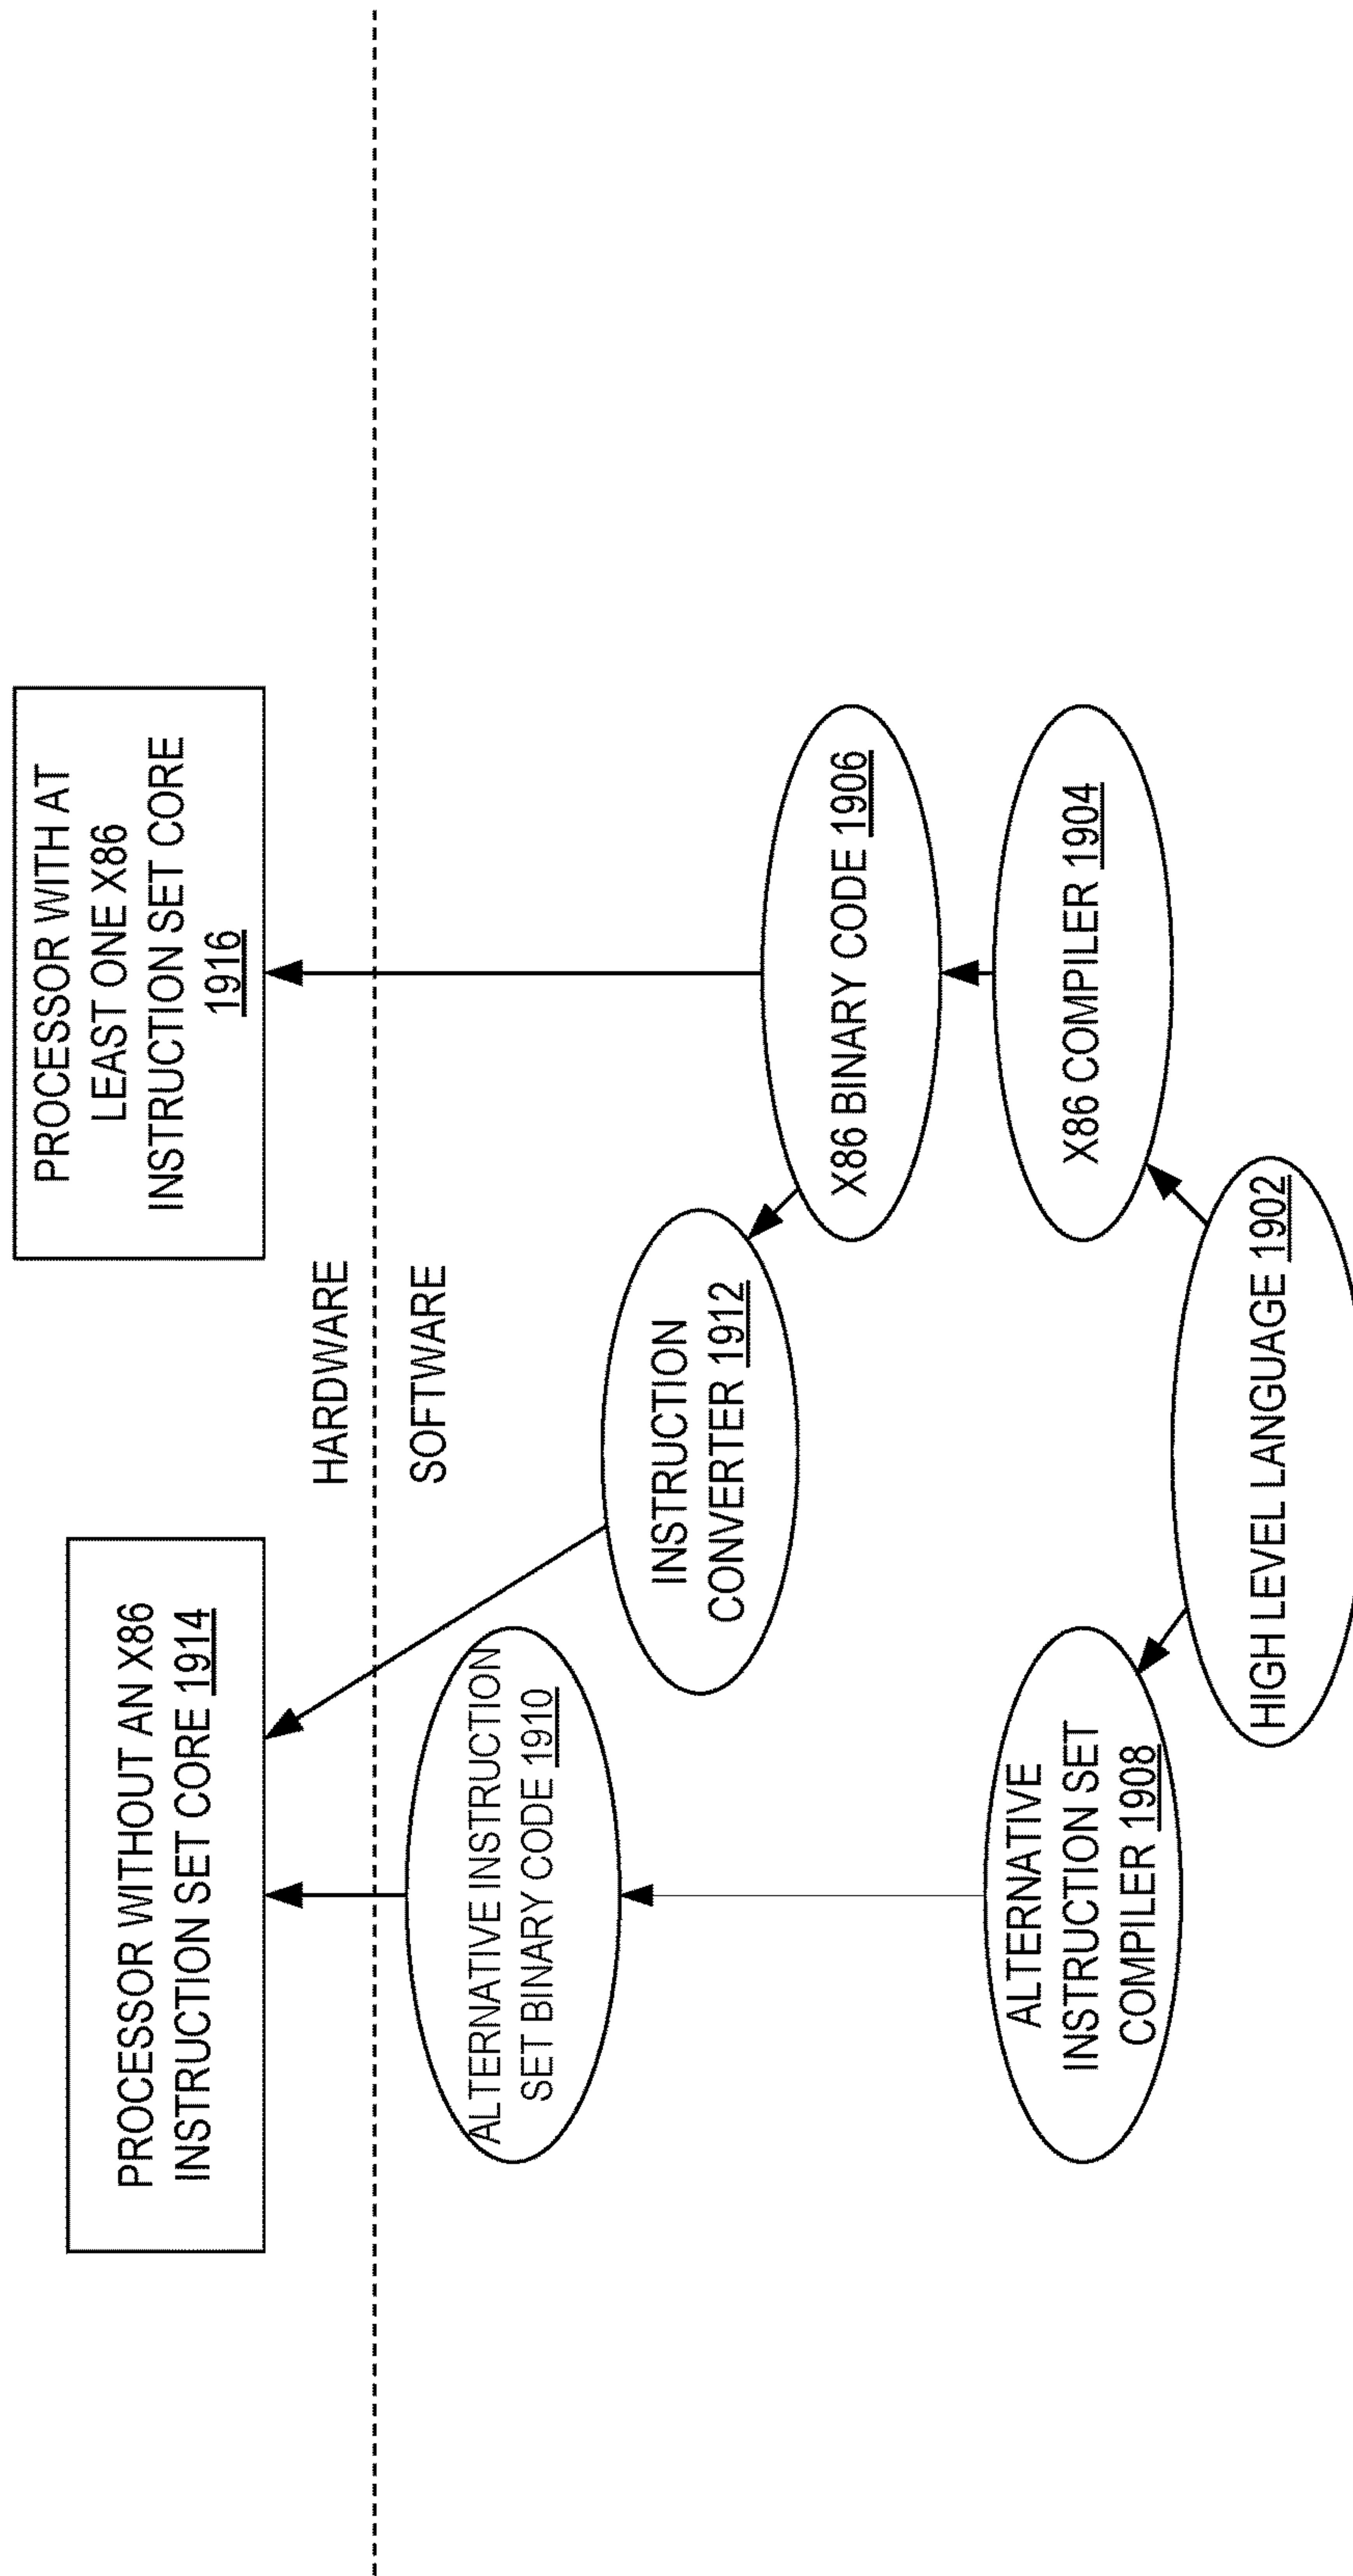 PROCESSOR WITHOUT AN X86
INSTRUCTION SET CORE 1914
PROCESSOR WITH AT
LEAST ONE X86
INSTRUCTION SET CORE
1916
HARDWARE
SOFTWARE
ALTERNATIVE INSTRUCTION
SET BINARY CODE 1910
INSTRUCTION
CONVERTER 1912
X86 BINARY CODE 1906
ALTERNATIVE
INSTRUCTION SET
COMPILER 1908
X86 COMPILER 1904
HIGH LEVEL LANGUAGE 1902